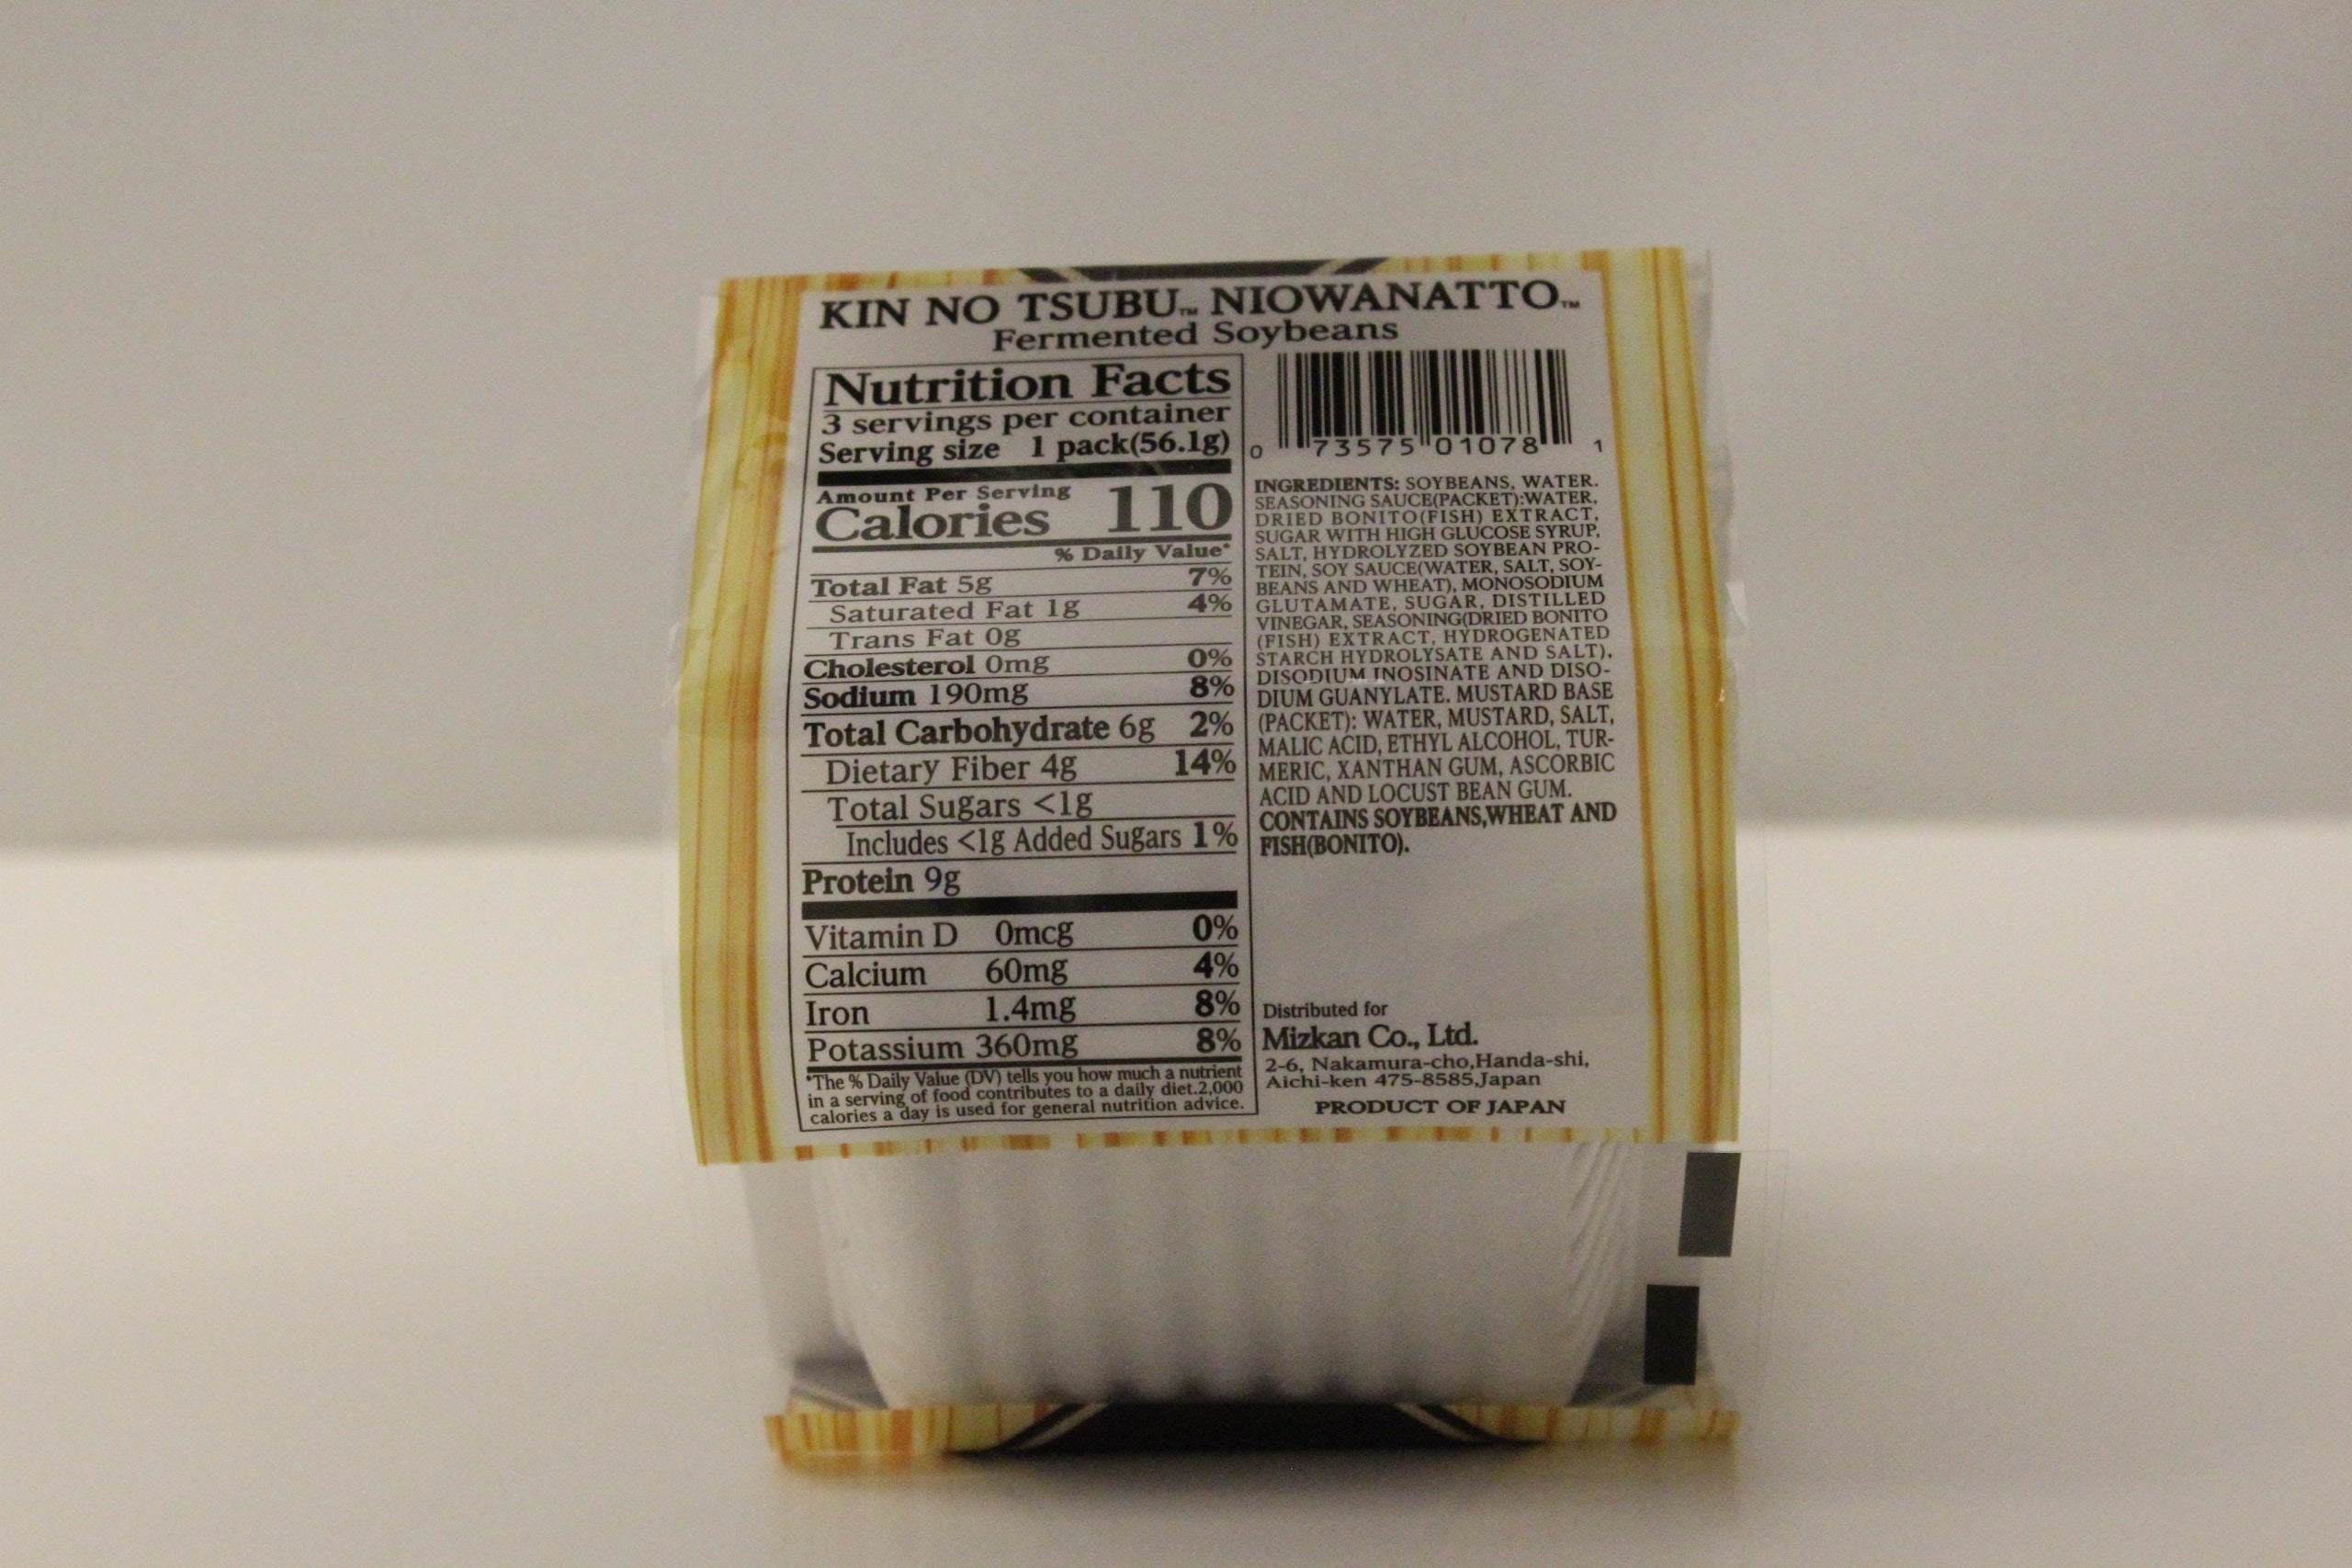 KIN NO TSUBU™ NIOWANATTO™
Fermented Soybeans
Nutrition Facts
3 servings per container
Serving size 1 pack(56.1g)
Amount Per Serving
Calories 110
% Daily Value*
Total Fat 5g 7%
Saturated Fat 1g 4%
Trans Fat 0g
Cholesterol 0mg 0%
Sodium 190mg 8%
Total Carbohydrate 6g 2%
Dietary Fiber 4g 14%
Total Sugars <1g
Includes <1g Added Sugars 1%
Protein 9g
Vitamin D 0mcg 0%
Calcium 60mg 4%
Iron 1.4mg 8%
Potassium 360mg 8%
*The % Daily Value (DV) tells you how much a nutrient
in a serving of food contributes to a daily diet.2,000
calories a day is used for general nutrition advice.
0 73575 01078 1
INGREDIENTS: SOYBEANS, WATER.
SEASONING SAUCE(PACKET):WATER,
DRIED BONITO(FISH) EXTRACT,
SUGAR WITH HIGH GLUCOSE SYRUP,
SALT, HYDROLYZED SOYBEAN PRO-
TEIN, SOY SAUCE(WATER, SALT, SOY-
BEANS AND WHEAT), MONOSODIUM
GLUTAMATE, SUGAR, DISTILLED
VINEGAR, SEASONING(DRIED BONITO
(FISH) EXTRACT, HYDROGENATED
STARCH HYDROLYSATE AND SALT),
DISODIUM INOSINATE AND DISO-
DIUM GUANYLATE. MUSTARD BASE
(PACKET): WATER, MUSTARD, SALT,
MALIC ACID, ETHYL ALCOHOL, TUR-
MERIC, XANTHAN GUM, ASCORBIC
ACID AND LOCUST BEAN GUM.
CONTAINS SOYBEANS,WHEAT AND
FISH(BONITO).
Distributed for
Mizkan Co., Ltd.
2-6, Nakamura-cho,Handa-shi,
Aichi-ken 475-8585,Japan
PRODUCT OF JAPAN